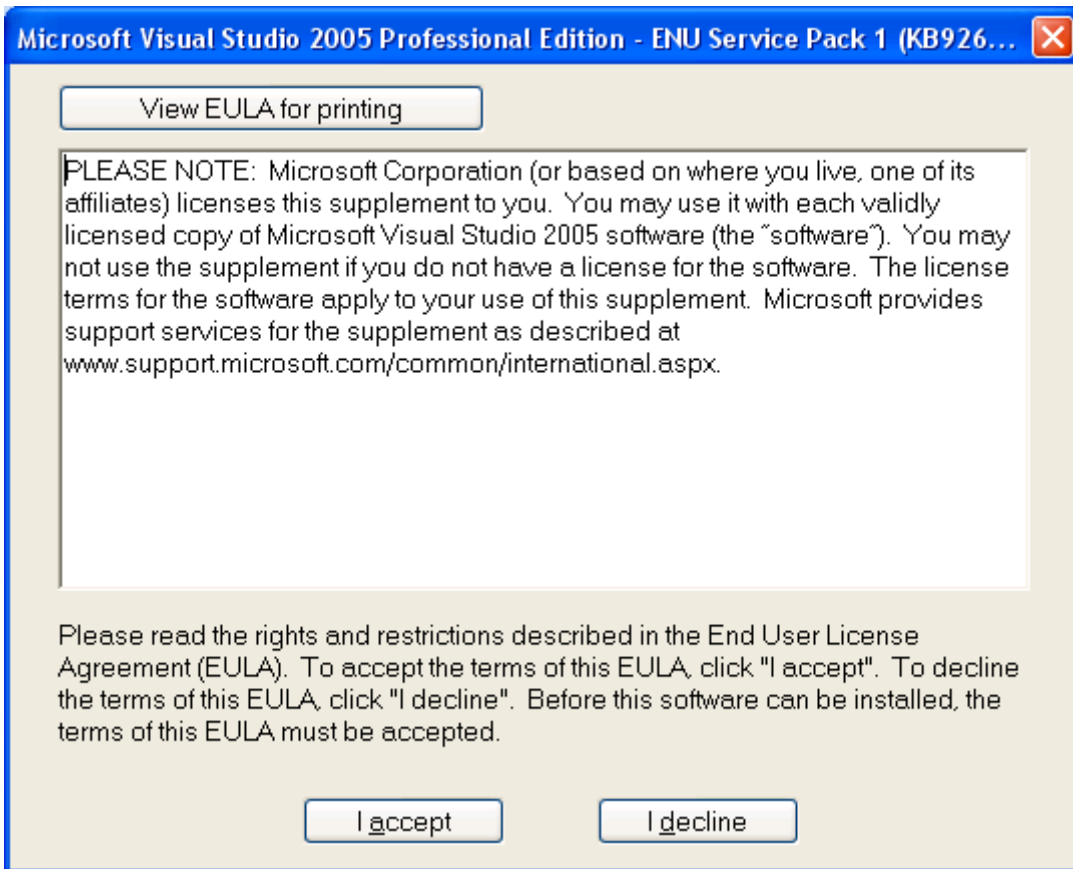 Microsoft Visual Studio 2005 Professional Edition - ENU Service Pack 1 (KB926...
View EULA for printing
PLEASE NOTE:  Microsoft Corporation (or based on where you live, one of its
affiliates) licenses this supplement to you.  You may use it with each validly
licensed copy of Microsoft Visual Studio 2005 software (the “software”).  You may
not use the supplement if you do not have a license for the software.  The license
terms for the software apply to your use of this supplement.  Microsoft provides
support services for the supplement as described at
www.support.microsoft.com/common/international.aspx.
Please read the rights and restrictions described in the End User License
Agreement (EULA).  To accept the terms of this EULA, click "I accept".  To decline
the terms of this EULA, click "I decline".  Before this software can be installed, the
terms of this EULA must be accepted.
I accept
I decline